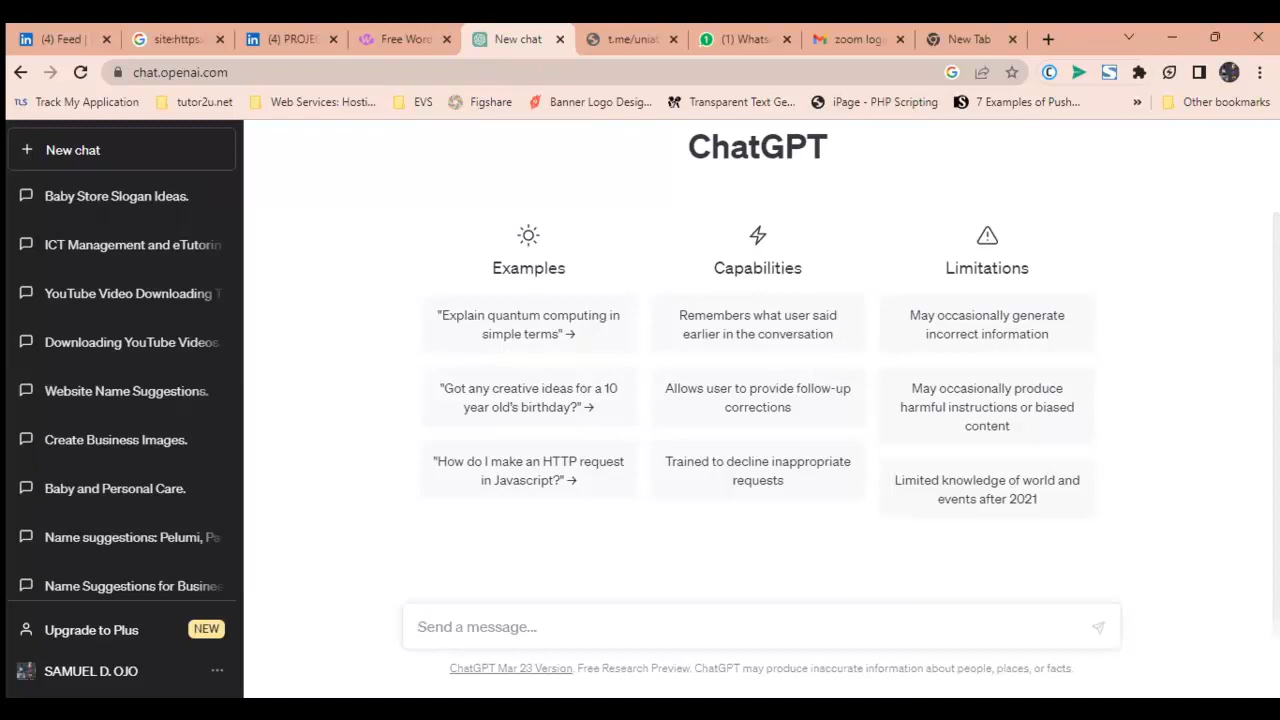 (4) Feed |
site:https:
(4) PROJE
Free Word
New chat
t.me/uniat
(1) Whats
zoom log
New Tab
chat.openai.com
TLS Track My Application
tutor2u.net
Web Services: Hosti...
EVS
Figshare
Banner Logo Desig...
Transparent Text Ge...
iPage - PHP Scripting
7 Examples of Push...
»
Other bookmarks
+ New chat
Baby Store Slogan Ideas.
ICT Management and eTutorin
YouTube Video Downloading T
Downloading YouTube Videos.
Website Name Suggestions.
Create Business Images.
Baby and Personal Care.
Name suggestions: Pelumi, Ps
Name Suggestions for Busine
Upgrade to Plus NEW
SAMUEL D. OJO ...
ChatGPT
Examples
"Explain quantum computing in
simple terms" →
"Got any creative ideas for a 10
year old's birthday?" →
"How do I make an HTTP request
in Javascript?" →
Capabilities
Remembers what user said
earlier in the conversation
Allows user to provide follow-up
corrections
Trained to decline inappropriate
requests
Limitations
May occasionally generate
incorrect information
May occasionally produce
harmful instructions or biased
content
Limited knowledge of world and
events after 2021
Send a message...
ChatGPT Mar 23 Version. Free Research Preview. ChatGPT may produce inaccurate information about people, places, or facts.